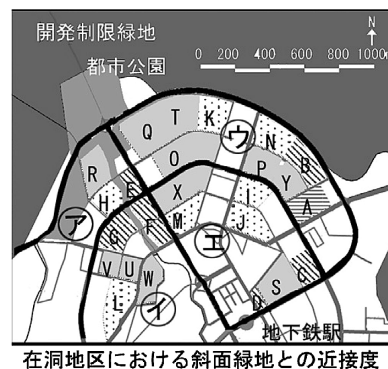 開発制限緑地
N
都市公園
0 200 400 600 800 1000m
T K ウ N
Q B
R O P Y
H E X I A
ア G F M エ J
V U W S C
L イ D
地下鉄駅
在洞地区における斜面緑地との近接度